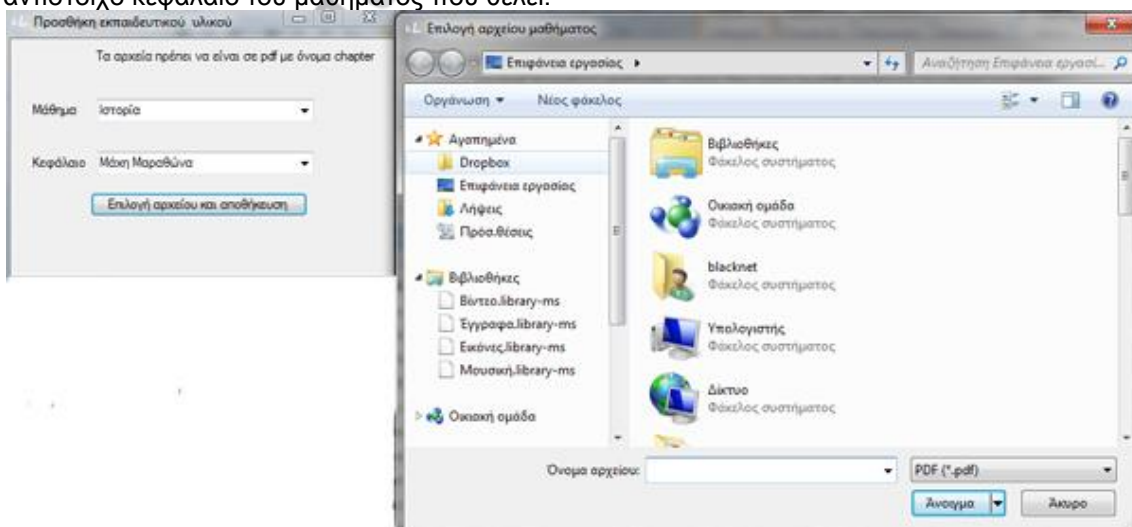 αντίστοιχο κεφάλαιο του μαθήματος που θέλει.
Προσθήκη εκπαιδευτικού υλικού
Τα αρχεία πρέπει να είναι σε pdf με όνομα chapter
Μάθημα
Ιστορία
Κεφάλαιο
Μάχη Μαραθώνα
Επιλογή αρχείου και αποθήκευση
Επιλογή αρχείου μαθήματος
Επιφάνεια εργασίας
Αναζήτηση Επιφάνεια εργασί...
Οργάνωση
Νέος φάκελος
Αγαπημένα
Dropbox
Επιφάνεια εργασίας
Λήψεις
Πρόσ.θέσεις
Βιβλιοθήκες
Βίντεο.library-ms
Έγγραφα.library-ms
Εικόνες.library-ms
Μουσική.library-ms
Οικιακή ομάδα
Βιβλιοθήκες
Φάκελος συστήματος
Οικιακή ομάδα
Φάκελος συστήματος
blacknet
Φάκελος συστήματος
Υπολογιστής
Φάκελος συστήματος
Δίκτυο
Φάκελος συστήματος
Όνομα αρχείου:
PDF (*.pdf)
Άνοιγμα
Άκυρο